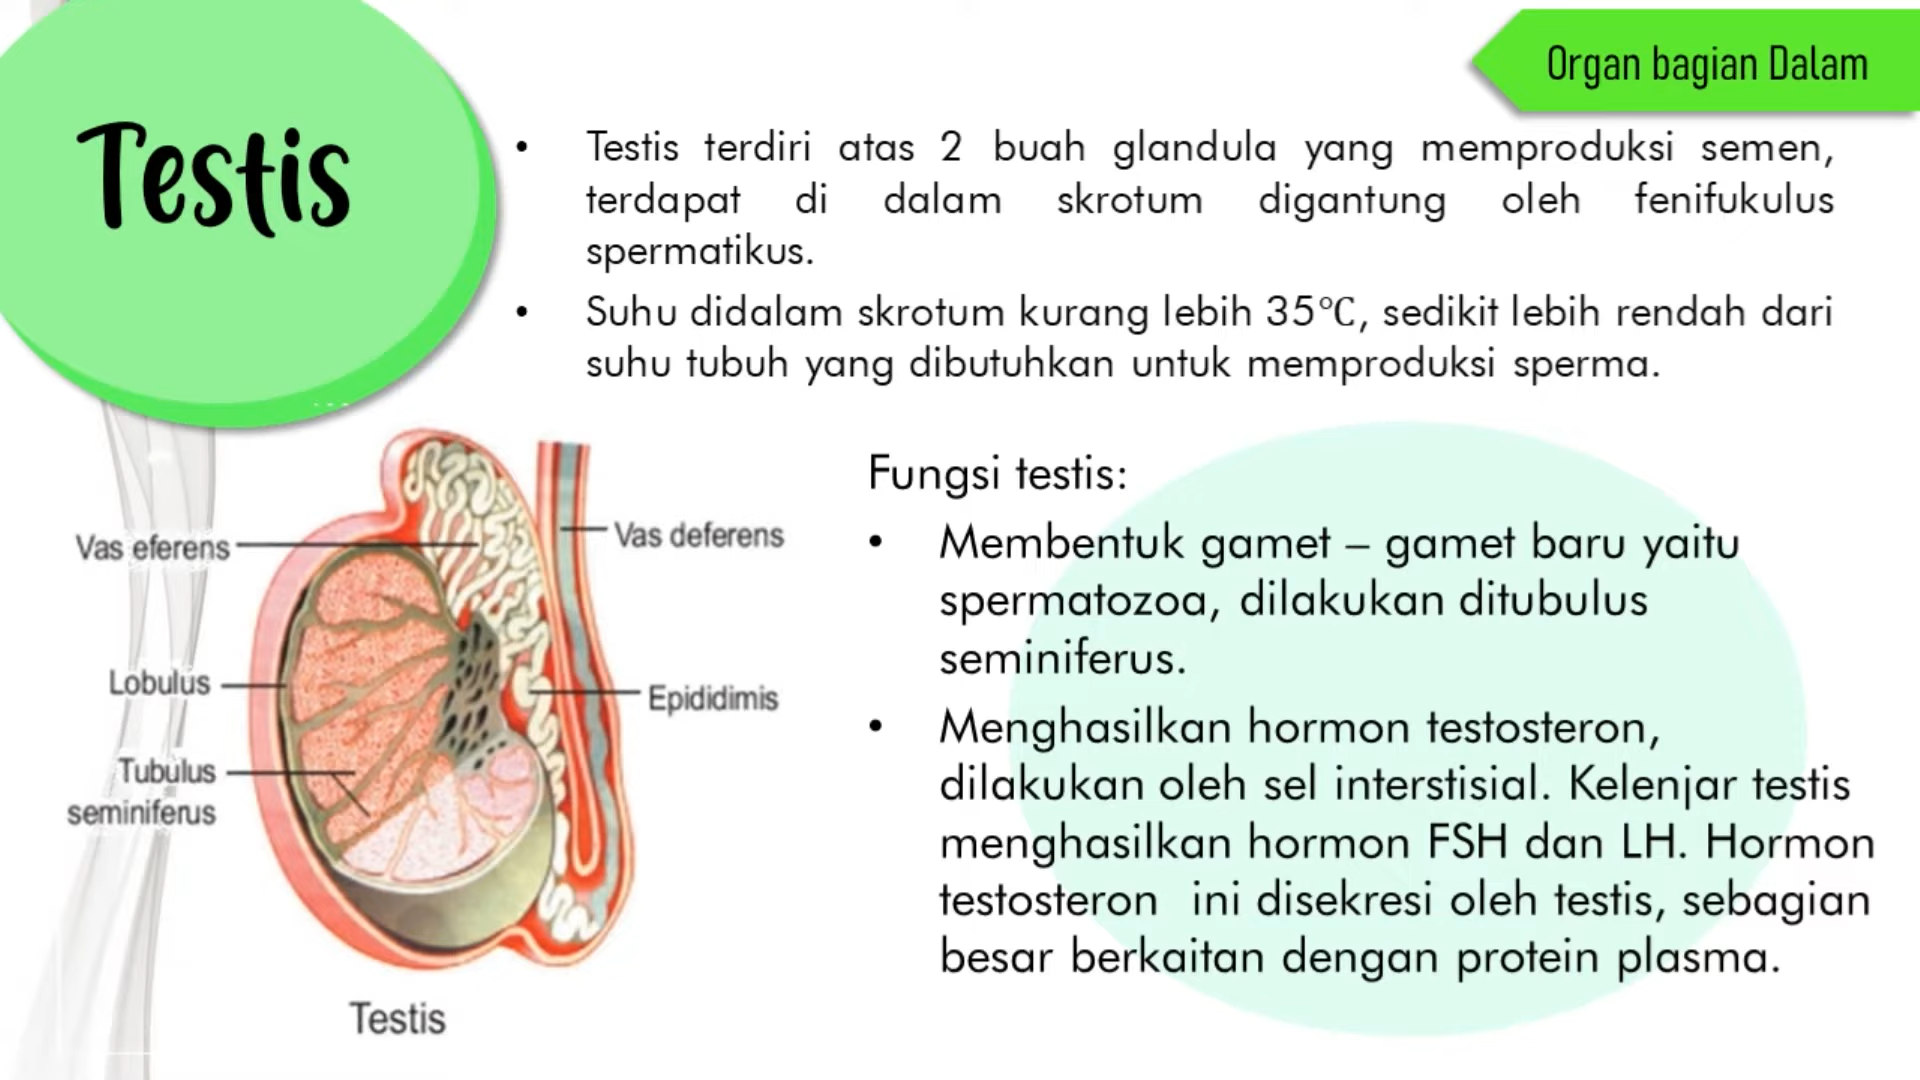 Testis
Organ bagian Dalam
• Testis terdiri atas 2 buah glandula yang memproduksi semen,
terdapat di dalam skrotum digantung oleh fenifukulus
spermatikus.
• Suhu didalam skrotum kurang lebih 35°C, sedikit lebih rendah dari
suhu tubuh yang dibutuhkan untuk memproduksi sperma.
Vas eferens
Vas deferens
Lobulus
Epididimis
Tubulus
seminiferus
Testis
Fungsi testis:
• Membentuk gamet – gamet baru yaitu
spermatozoa, dilakukan ditubulus
seminiferus.
• Menghasilkan hormon testosteron,
dilakukan oleh sel interstisial. Kelenjar testis
menghasilkan hormon FSH dan LH. Hormon
testosteron ini disekresi oleh testis, sebagian
besar berkaitan dengan protein plasma.